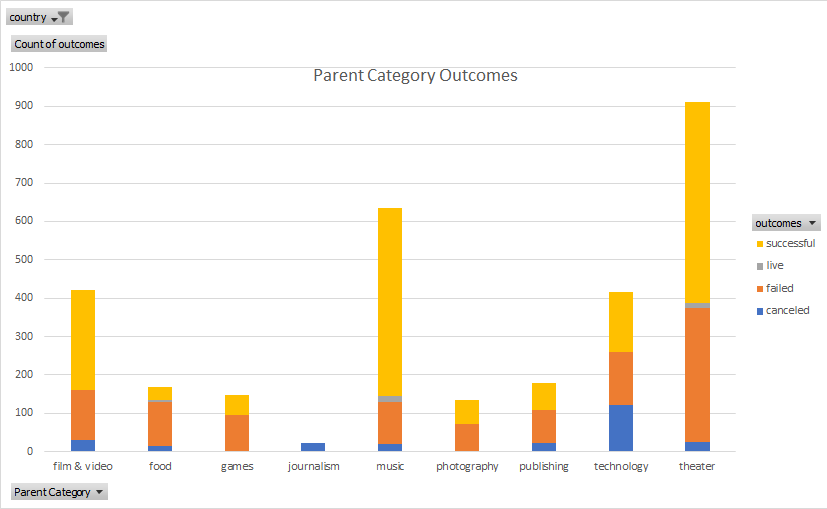 country
Count of outcomes
Parent Category Outcomes
1000
900
800
700
600
500
400
300
200
100
0
film & video food games journalism music photography publishing technology theater
outcomes
successful
live
failed
canceled
Parent Category